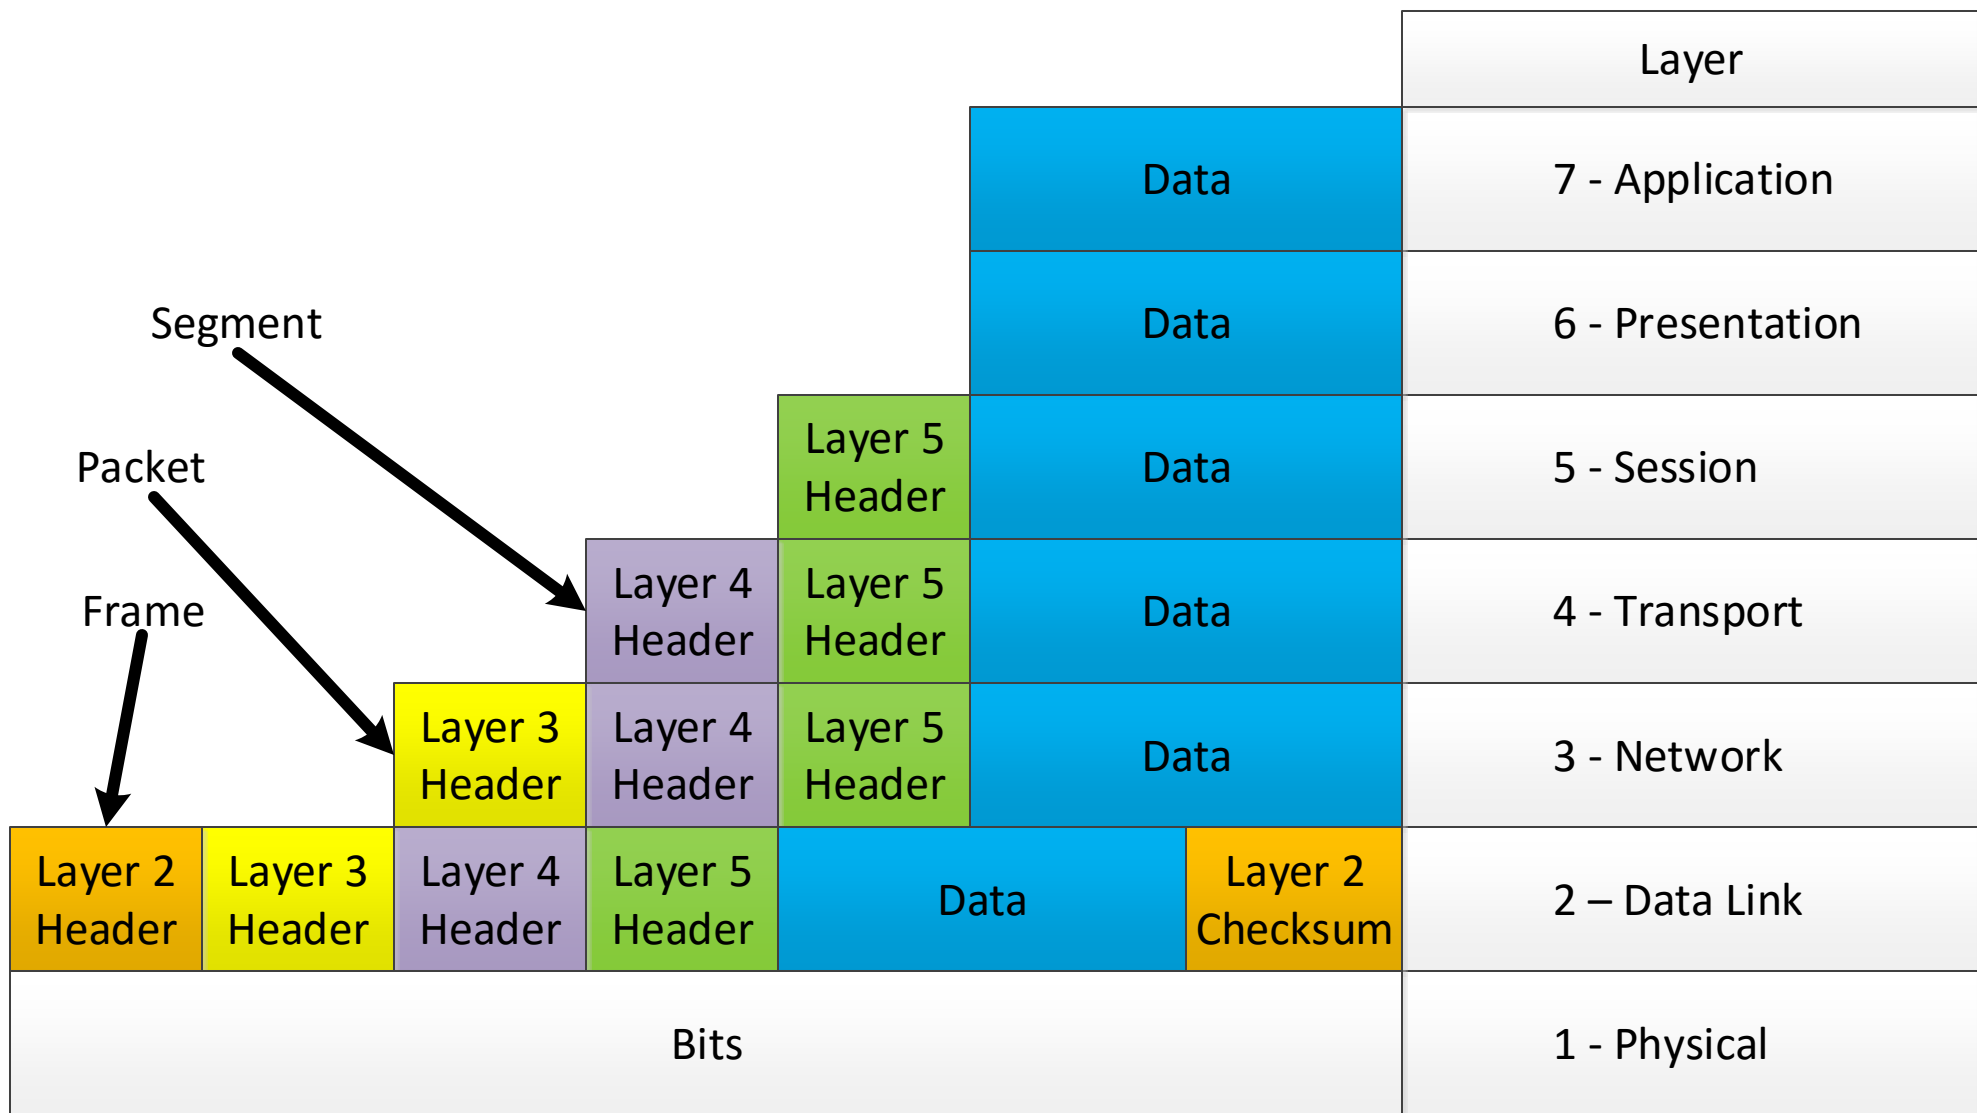 Layer
Data
7 - Application
Segment
Data
6 - Presentation
Packet
Layer 5
Header
Data
5 - Session
Frame
Layer 4
Header
Layer 5
Header
Data
4 - Transport
Layer 3
Header
Layer 4
Header
Layer 5
Header
Data
3 - Network
Layer 2
Header
Layer 3
Header
Layer 4
Header
Layer 5
Header
Data
Layer 2
Checksum
2 – Data Link
Bits
1 - Physical